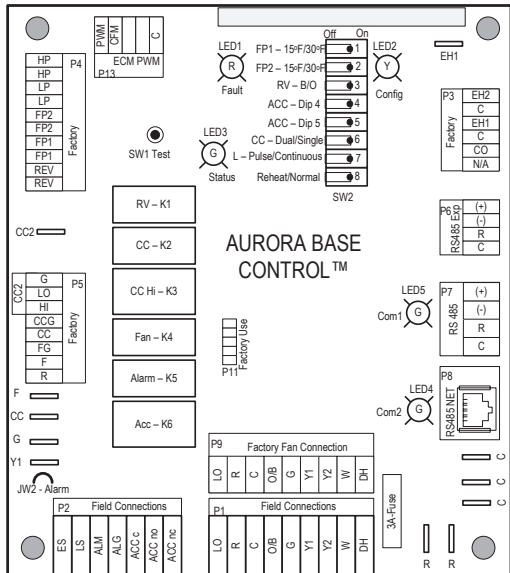 PWM
CFM
C
ECM PWM
P13
LED1
R
Fault
Off On
FP1 – 15ºF/30ºF 1
FP2 – 15ºF/30ºF 2
RV – B/O 3
ACC – Dip 4 4
ACC – Dip 5 5
CC – Dual/Single 6
L – Pulse/Continuous 7
Reheat/Normal 8
SW2
LED2
Y
Config
EH1
P4
HP
HP
LP
LP
FP2
FP2
FP1
FP1
REV
REV
Factory
SW1 Test
LED3
G
Status
P3
Factory
EH2
C
EH1
C
CO
N/A
RV – K1
CC – K2
CC Hi – K3
Fan – K4
Alarm – K5
Acc – K6
AURORA BASE
CONTROL™
P6
RS485 Exp
(+)
(-)
R
C
CC2
CC2
P5
G
LO
HI
CCG
CC
FG
F
R
Factory
P11
Factory Use
LED5
Com1 G
P7
RS 485
(+)
(-)
R
C
LED4
Com2 G
P8
RS485 NET
F
CC
G
Y1
JW2 - Alarm
P9 Factory Fan Connection
LO R C O/B G Y1 Y2 W DH
3A-Fuse
C
C
C
P2 Field Connections
ES LS ALM ALG ACC c ACC no ACC nc
P1 Field Connections
LO R C O/B G Y1 Y2 W DH
R R